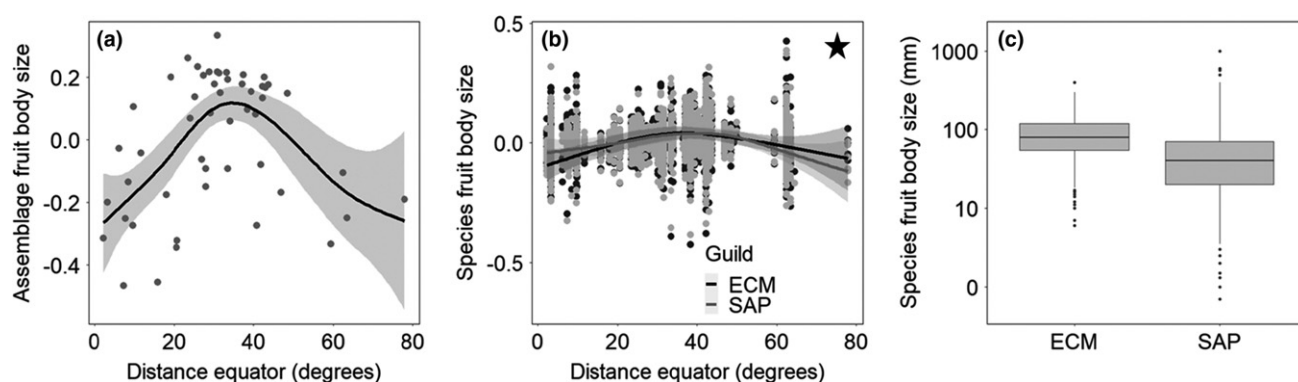 (a)
Assemblage fruit body size
0.2
0.0
-0.2
-0.4
0
20
40
60
80
Distance equator (degrees)
(b)
Species fruit body size
0.5
0.0
-0.5
Guild
ECM
SAP
0
20
40
60
80
Distance equator (degrees)
(c)
Species fruit body size (mm)
1000
100
10
0
ECM
SAP